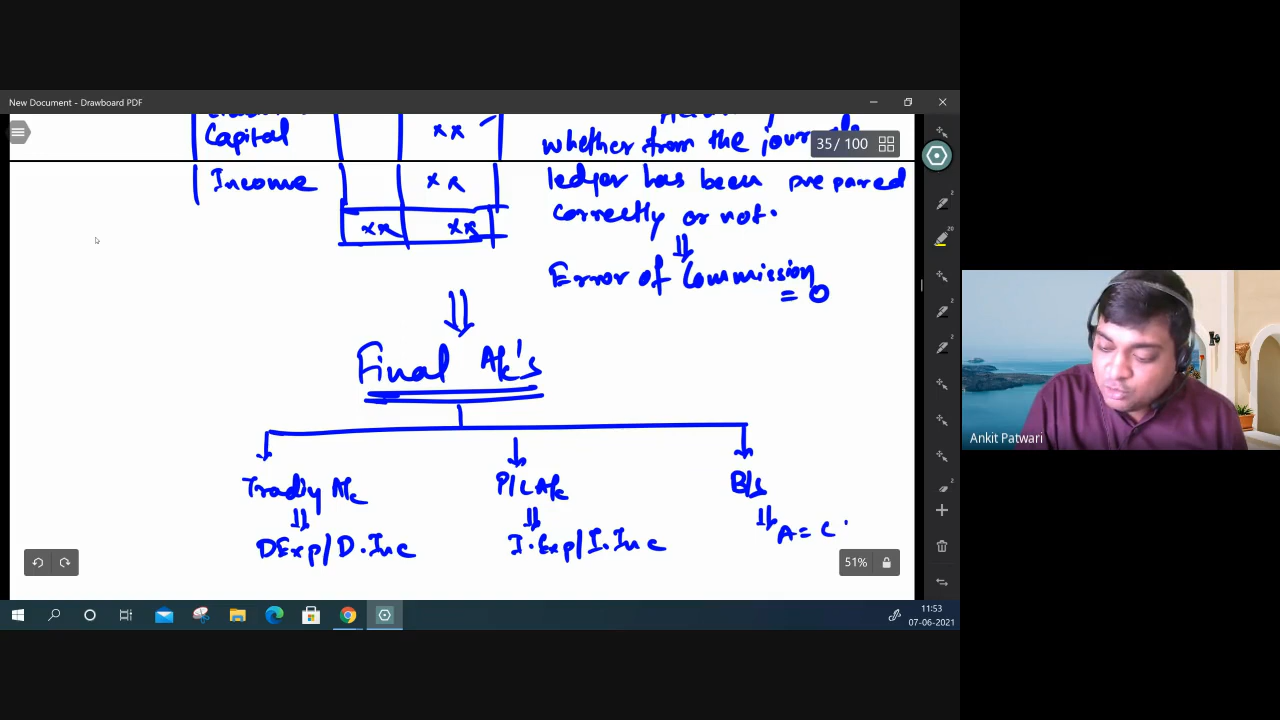 New Document - Drawboard PDF
Capital xx
whether from the
35 / 100
Income xx
ledger has been prepared
correctly or not.
xx xx
Error of Commission
= 0
Final A/c's
Trading A/c P/L A/c B/s
DExp/D.Inc I.Exp/I.Inc A = L
51%
Ankit Patwari
11:53
07-06-2021